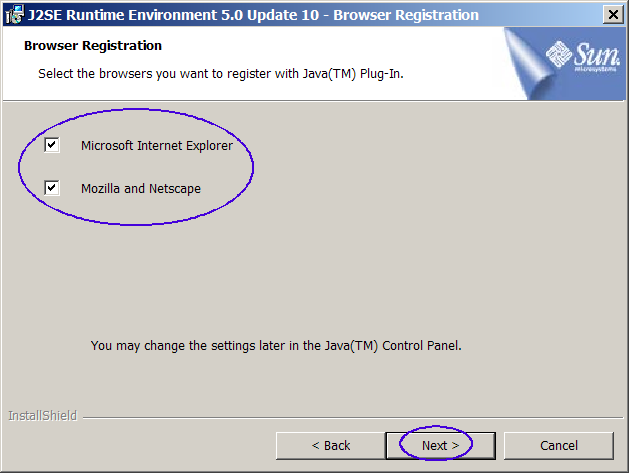 J2SE Runtime Environment 5.0 Update 10 - Browser Registration
Browser Registration
Select the browsers you want to register with Java(TM) Plug-In.
Sun
microsystems
Microsoft Internet Explorer
Mozilla and Netscape
You may change the settings later in the Java(TM) Control Panel.
InstallShield
< Back Next > Cancel